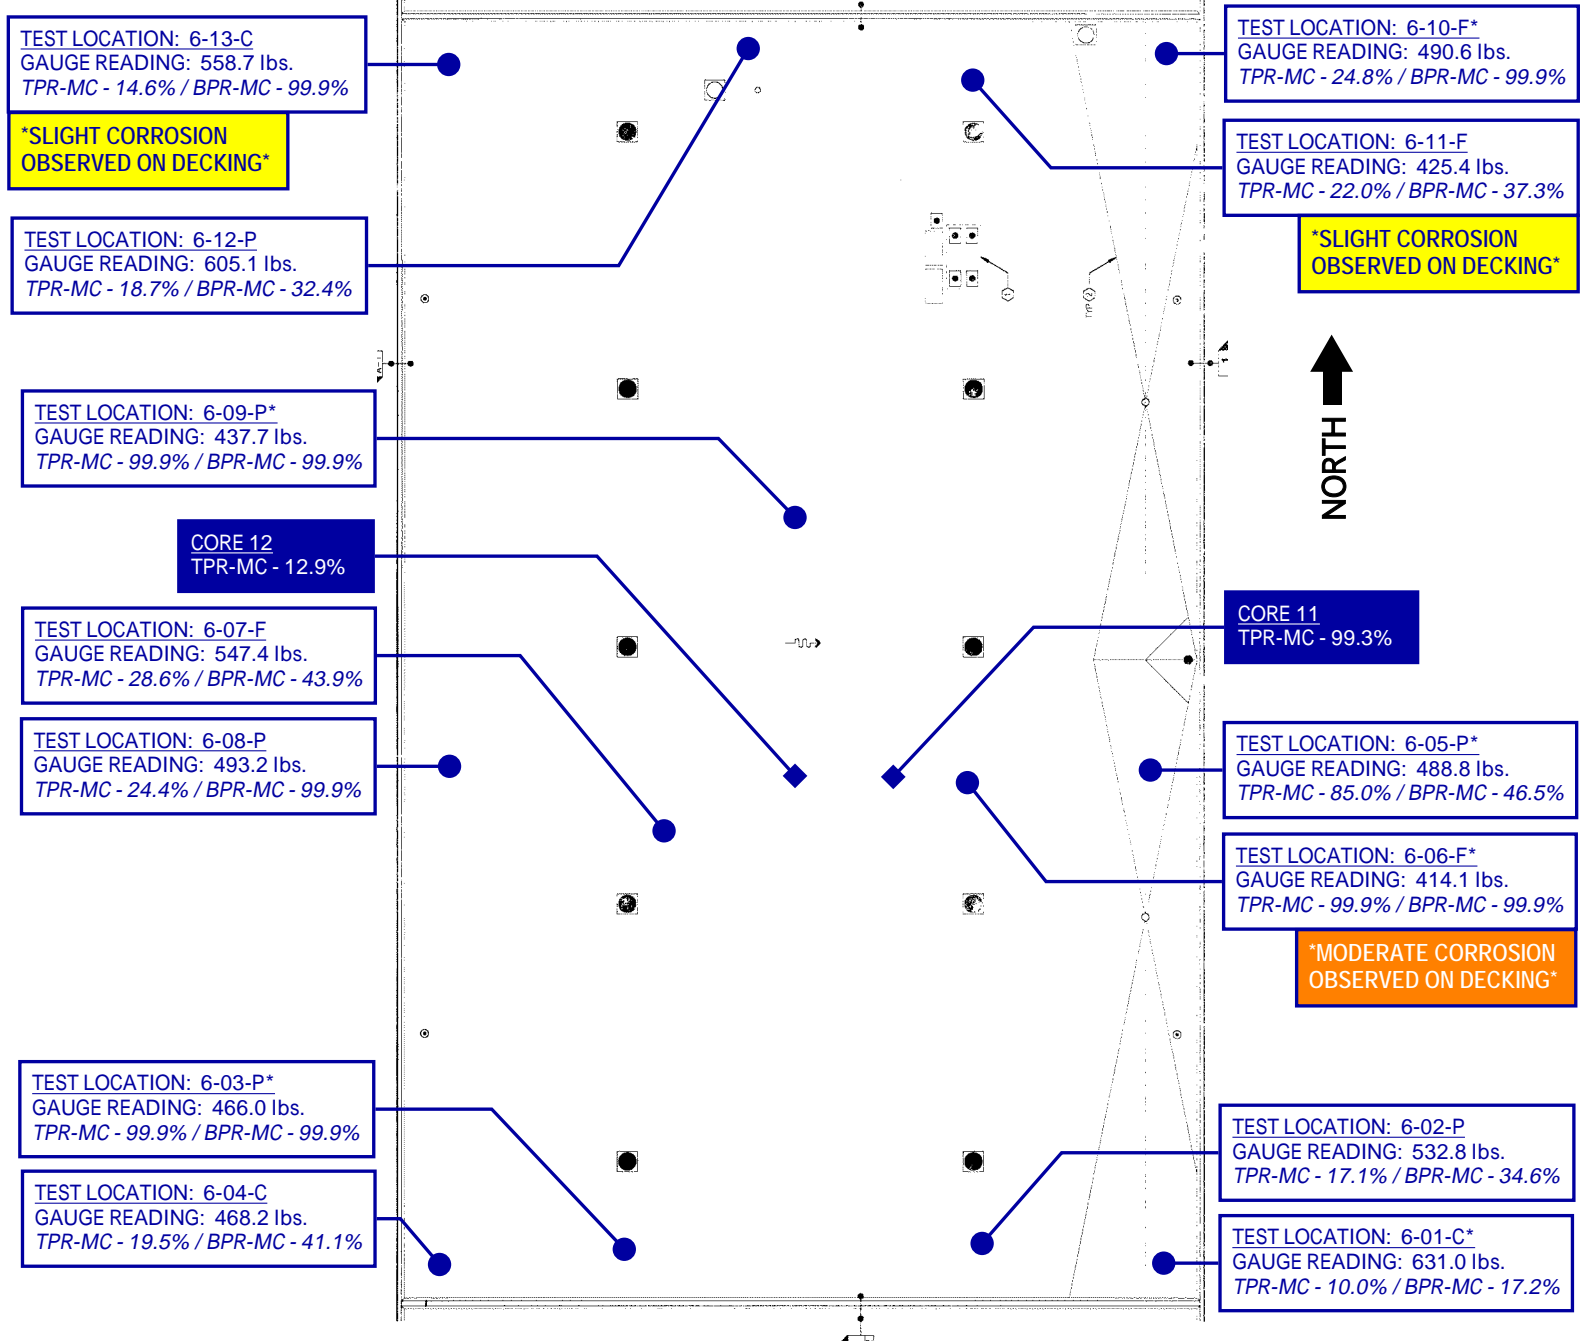 TEST LOCATION: 6-13-C
GAUGE READING: 558.7 lbs.
TPR-MC - 14.6% / BPR-MC - 99.9%
*SLIGHT CORROSION
OBSERVED ON DECKING*
TEST LOCATION: 6-12-P
GAUGE READING: 605.1 lbs.
TPR-MC - 18.7% / BPR-MC - 32.4%
TEST LOCATION: 6-09-P*
GAUGE READING: 437.7 lbs.
TPR-MC - 99.9% / BPR-MC - 99.9%
CORE 12
TPR-MC - 12.9%
TEST LOCATION: 6-07-F
GAUGE READING: 547.4 lbs.
TPR-MC - 28.6% / BPR-MC - 43.9%
TEST LOCATION: 6-08-P
GAUGE READING: 493.2 lbs.
TPR-MC - 24.4% / BPR-MC - 99.9%
TEST LOCATION: 6-03-P*
GAUGE READING: 466.0 lbs.
TPR-MC - 99.9% / BPR-MC - 99.9%
TEST LOCATION: 6-04-C
GAUGE READING: 468.2 lbs.
TPR-MC - 19.5% / BPR-MC - 41.1%
TYP
2
1
TEST LOCATION: 6-10-F*
GAUGE READING: 490.6 lbs.
TPR-MC - 24.8% / BPR-MC - 99.9%
TEST LOCATION: 6-11-F
GAUGE READING: 425.4 lbs.
TPR-MC - 22.0% / BPR-MC - 37.3%
*SLIGHT CORROSION
OBSERVED ON DECKING*
NORTH
CORE 11
TPR-MC - 99.3%
TEST LOCATION: 6-05-P*
GAUGE READING: 488.8 lbs.
TPR-MC - 85.0% / BPR-MC - 46.5%
TEST LOCATION: 6-06-F*
GAUGE READING: 414.1 lbs.
TPR-MC - 99.9% / BPR-MC - 99.9%
*MODERATE CORROSION
OBSERVED ON DECKING*
TEST LOCATION: 6-02-P
GAUGE READING: 532.8 lbs.
TPR-MC - 17.1% / BPR-MC - 34.6%
TEST LOCATION: 6-01-C*
GAUGE READING: 631.0 lbs.
TPR-MC - 10.0% / BPR-MC - 17.2%